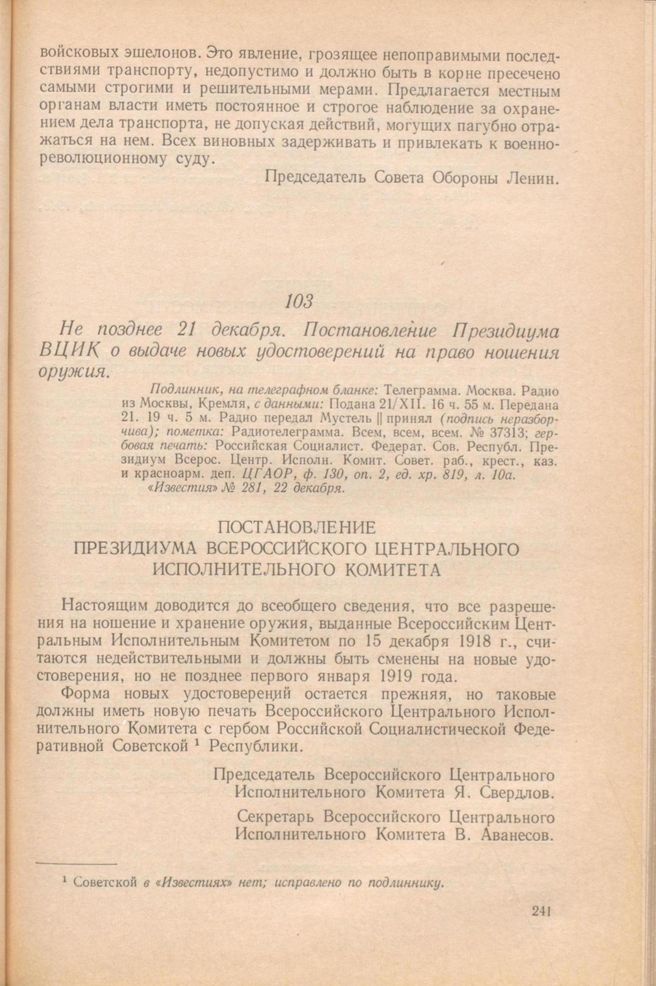 войсковых эшелонов. Это явление, грозящее непоправимыми послед-
ствиями транспорту, недопустимо и должно быть в корне пресечено
самыми строгими и решительными мерами. Предлагается местным
органам власти иметь постоянное и строгое наблюдение за охране-
нием дела транспорта, не допуская действий, могущих пагубно отра-
жаться на нем. Всех виновных задерживать и привлекать к военно-
революционному суду.
Председатель Совета Обороны Ленин.
103
Не позднее 21 декабря. Постановление Президиума
ВЦИК о выдаче новых удостоверений на право ношения
оружия.
Подлинник, на телеграфном бланке: Телеграмма. Москва. Радио
из Москвы, Кремля, с данными: Подана 21/XII. 16 ч. 55 м. Передана
21. 19 ч. 5 м. Радио передал Мустель || принял (подпись неразбор-
чива); пометка: Радиотелеграмма. Всем, всем, всем. № 37313; гер-
бовая печать: Российская Социалист. Федерат. Сов. Республ. Пре-
зидиум Всерос. Центр. Исполн. Комит. Совет. раб., крест., каз.
и красноарм. деп. ЦГАОР, ф. 130, оп. 2, ед. хр. 819, л. 10а.
«Известия» № 281, 22 декабря.
ПОСТАНОВЛЕНИЕ
ПРЕЗИДИУМА ВСЕРОССИЙСКОГО ЦЕНТРАЛЬНОГО
ИСПОЛНИТЕЛЬНОГО КОМИТЕТА
Настоящим доводится до всеобщего сведения, что все разреше-
ния на ношение и хранение оружия, выданные Всероссийским Цент-
ральным Исполнительным Комитетом по 15 декабря 1918 г., счи-
таются недействительными и должны быть сменены на новые удо-
стоверения, но не позднее первого января 1919 года.
Форма новых удостоверений остается прежняя, но таковые
должны иметь новую печать Всероссийского Центрального Испол-
нительного Комитета с гербом Российской Социалистической Феде-
ративной Советской ¹ Республики.
Председатель Всероссийского Центрального
Исполнительного Комитета Я. Свердлов.
Секретарь Всероссийского Центрального
Исполнительного Комитета В. Аванесов.
¹ Советской в «Известиях» нет; исправлено по подлиннику.
241